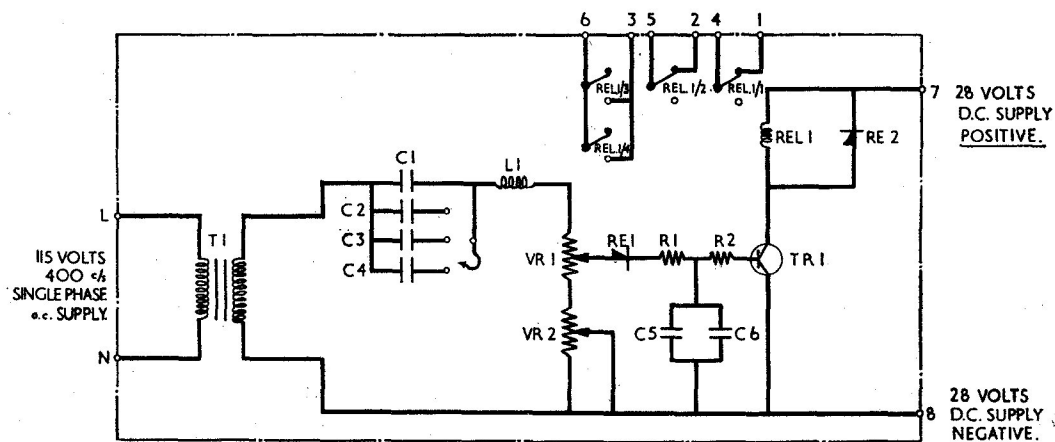 6 3 5 2 4 1
REL.1/3
REL.1/2
REL.1/1
REL.1/4
7
28 VOLTS
D.C. SUPPLY
POSITIVE.
REL 1
RE 2
C1
L1
C2
C3
C4
L
T1
115 VOLTS
400 c/s
SINGLE PHASE
a.c. SUPPLY.
N
VR 1
RE1
R1
R2
TR 1
VR 2
C5
C6
8
28 VOLTS
D.C. SUPPLY
NEGATIVE.